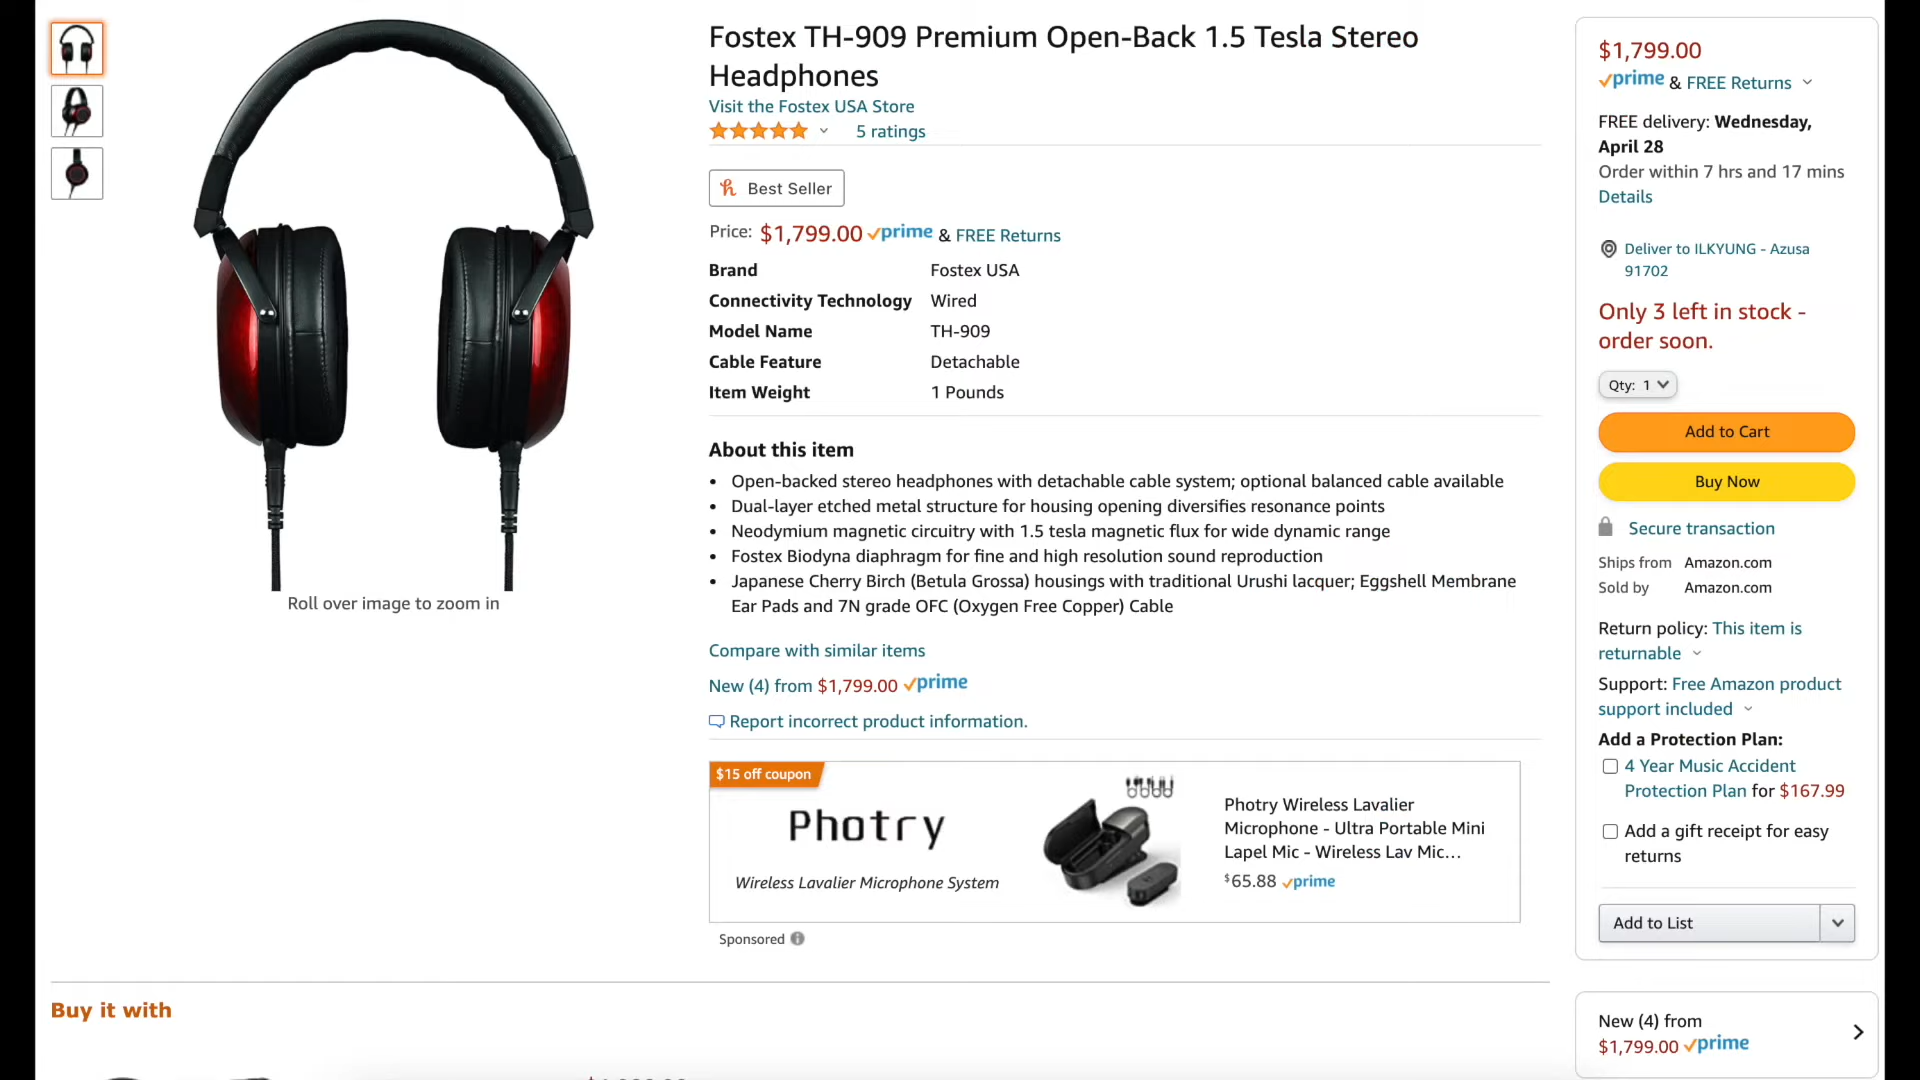 Fostex TH-909 Premium Open-Back 1.5 Tesla Stereo
Headphones
Visit the Fostex USA Store
5 ratings
Best Seller
Price: $1,799.00 prime & FREE Returns
Brand Fostex USA
Connectivity Technology Wired
Model Name TH-909
Cable Feature Detachable
Item Weight 1 Pounds
About this item
• Open-backed stereo headphones with detachable cable system; optional balanced cable available
• Dual-layer etched metal structure for housing opening diversifies resonance points
• Neodymium magnetic circuitry with 1.5 tesla magnetic flux for wide dynamic range
• Fostex Biodyna diaphragm for fine and high resolution sound reproduction
• Japanese Cherry Birch (Betula Grossa) housings with traditional Urushi lacquer; Eggshell Membrane
Ear Pads and 7N grade OFC (Oxygen Free Copper) Cable
Roll over image to zoom in
Compare with similar items
New (4) from $1,799.00 prime
Report incorrect product information.
$15 off coupon
Photry
Wireless Lavalier Microphone System
Photry Wireless Lavalier
Microphone - Ultra Portable Mini
Lapel Mic - Wireless Lav Mic...
$65.88 prime
Sponsored
Buy it with
$1,799.00
prime & FREE Returns
FREE delivery: Wednesday,
April 28
Order within 7 hrs and 17 mins
Details
Deliver to ILKYUNG - Azusa
91702
Only 3 left in stock -
order soon.
Qty: 1
Add to Cart
Buy Now
Secure transaction
Ships from Amazon.com
Sold by Amazon.com
Return policy: This item is
returnable
Support: Free Amazon product
support included
Add a Protection Plan:
4 Year Music Accident
Protection Plan for $167.99
Add a gift receipt for easy
returns
Add to List
New (4) from
$1,799.00 prime